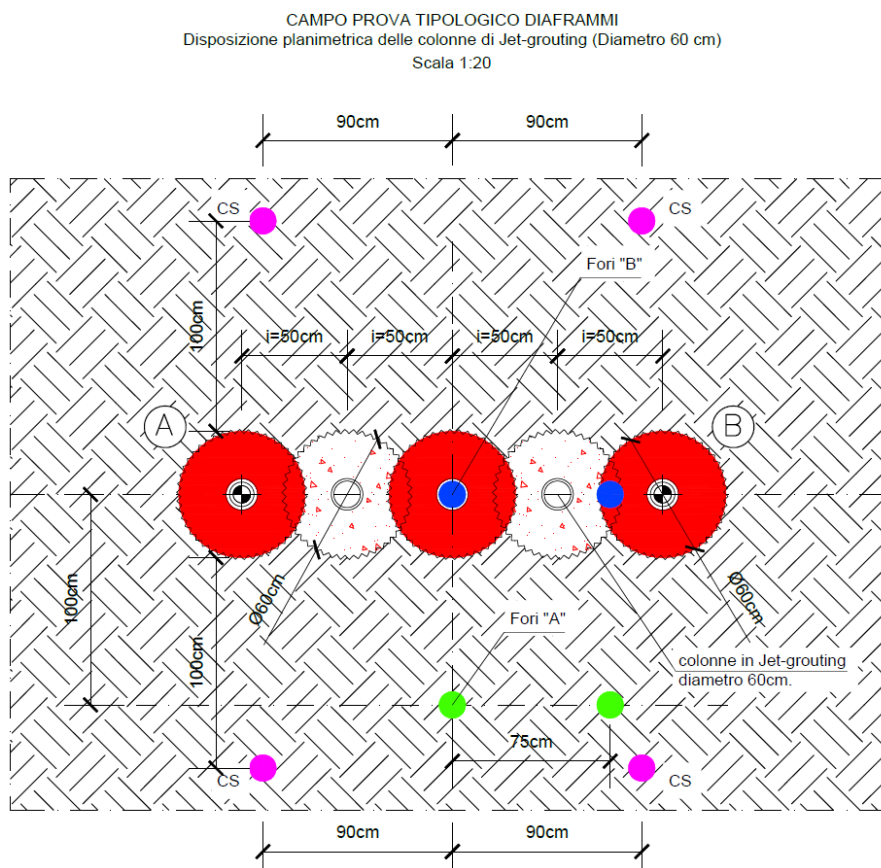 CAMPO PROVA TIPOLOGICO DIAFRAMMI
Disposizione planimetrica delle colonne di Jet-grouting (Diametro 60 cm)
Scala 1:20
90cm
90cm
CS
CS
Fori "B"
100cm
i=50cm
i=50cm
i=50cm
i=50cm
A
B
100cm
Ø60cm
Ø60cm
Fori "A"
100cm
colonne in Jet-grouting
diametro 60cm.
75cm
CS
CS
90cm
90cm